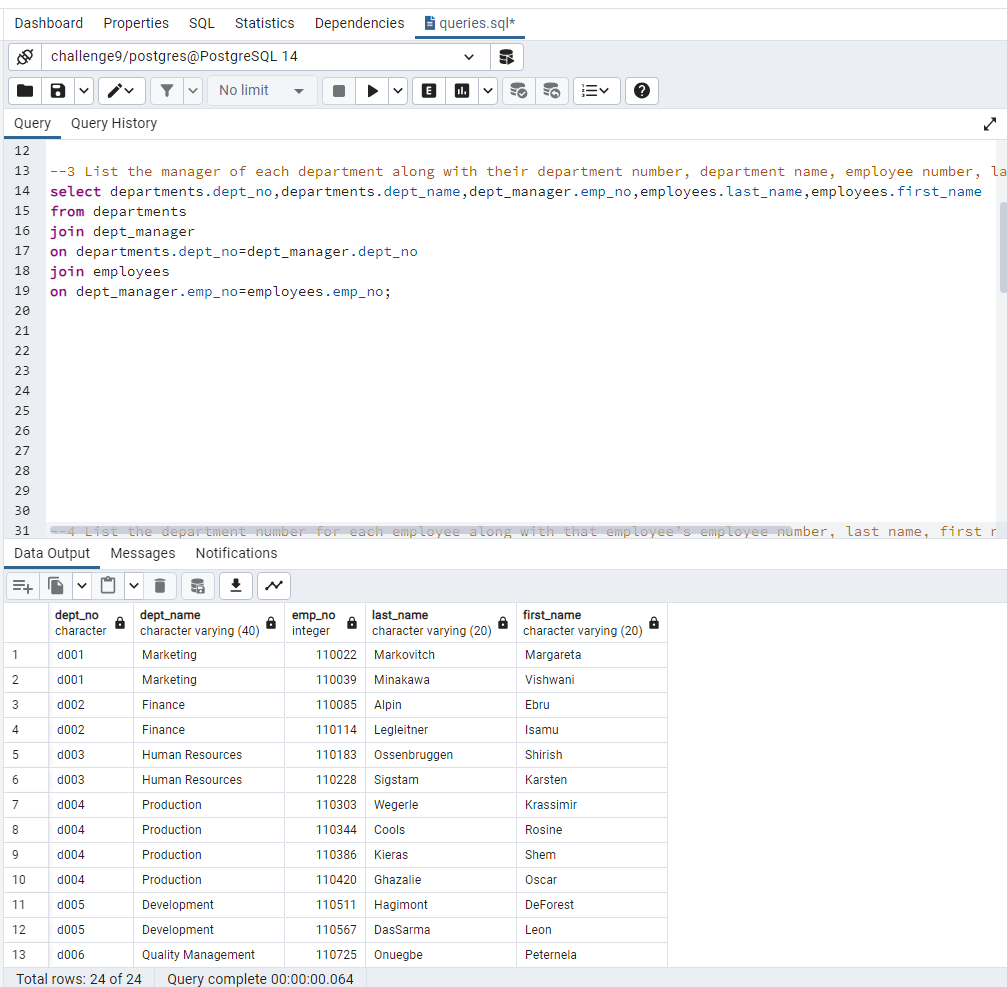 Dashboard Properties SQL Statistics Dependencies queries.sql*
challenge9/postgres@PostgreSQL 14
No limit
E
Query Query History
12
13 --3 List the manager of each department along with their department number, department name, employee number, la
14 select departments.dept_no,departments.dept_name,dept_manager.emp_no,employees.last_name,employees.first_name
15 from departments
16 join dept_manager
17 on departments.dept_no=dept_manager.dept_no
18 join employees
19 on dept_manager.emp_no=employees.emp_no;
20
21
22
23
24
25
26
27
28
29
30
31 --4 List the department number for each employee along with that employee’s employee number, last name, first n
Data Output Messages Notifications
dept_no dept_name emp_no last_name first_name
character character varying (40) integer character varying (20) character varying (20)
1 d001 Marketing 110022 Markovitch Margareta
2 d001 Marketing 110039 Minakawa Vishwani
3 d002 Finance 110085 Alpin Ebru
4 d002 Finance 110114 Legleitner Isamu
5 d003 Human Resources 110183 Ossenbruggen Shirish
6 d003 Human Resources 110228 Sigstam Karsten
7 d004 Production 110303 Wegerle Krassimir
8 d004 Production 110344 Cools Rosine
9 d004 Production 110386 Kieras Shem
10 d004 Production 110420 Ghazalie Oscar
11 d005 Development 110511 Hagimont DeForest
12 d005 Development 110567 DasSarma Leon
13 d006 Quality Management 110725 Onuegbe Peternela
Total rows: 24 of 24 Query complete 00:00:00.064